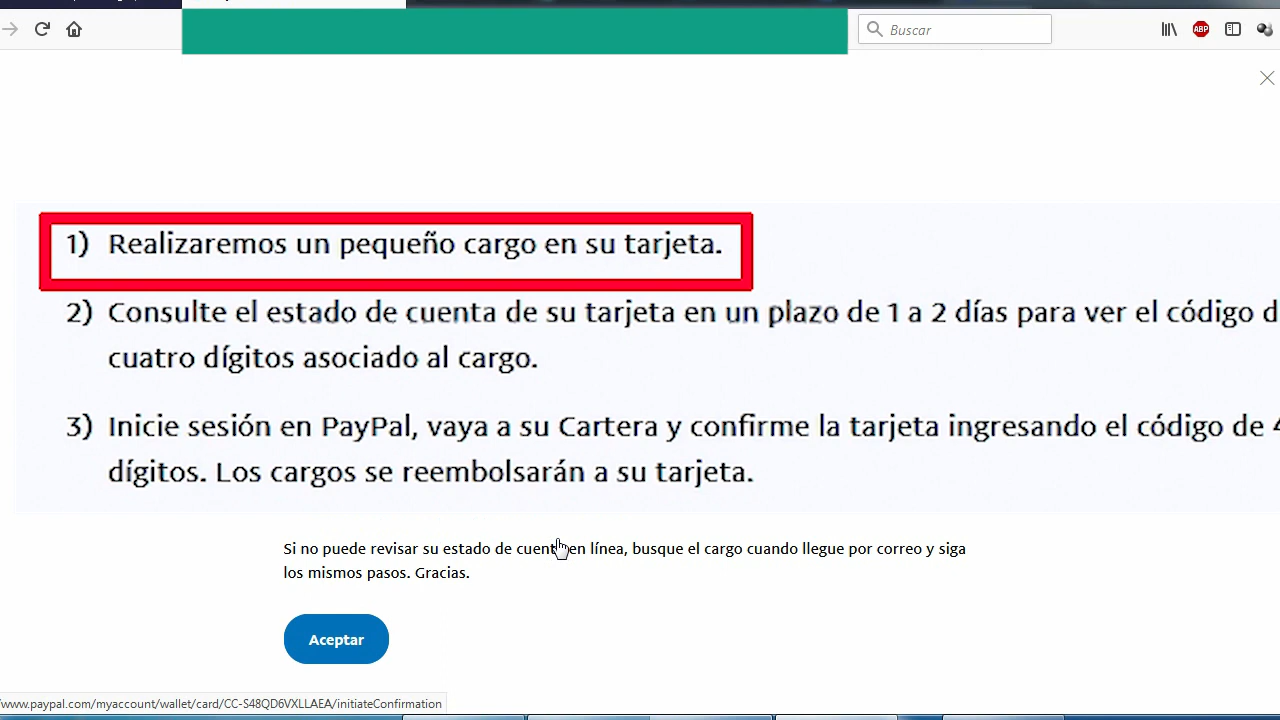 Buscar
ABP
1) Realizaremos un pequeño cargo en su tarjeta.
2) Consulte el estado de cuenta de su tarjeta en un plazo de 1 a 2 días para ver el código d
cuatro dígitos asociado al cargo.
3) Inicie sesión en PayPal, vaya a su Cartera y confirme la tarjeta ingresando el código de 4
dígitos. Los cargos se reembolsarán a su tarjeta.
Si no puede revisar su estado de cuenta en línea, busque el cargo cuando llegue por correo y siga
los mismos pasos. Gracias.
Aceptar
/www.paypal.com/myaccount/wallet/card/CC-S48QD6VXLLAEA/initiateConfirmation